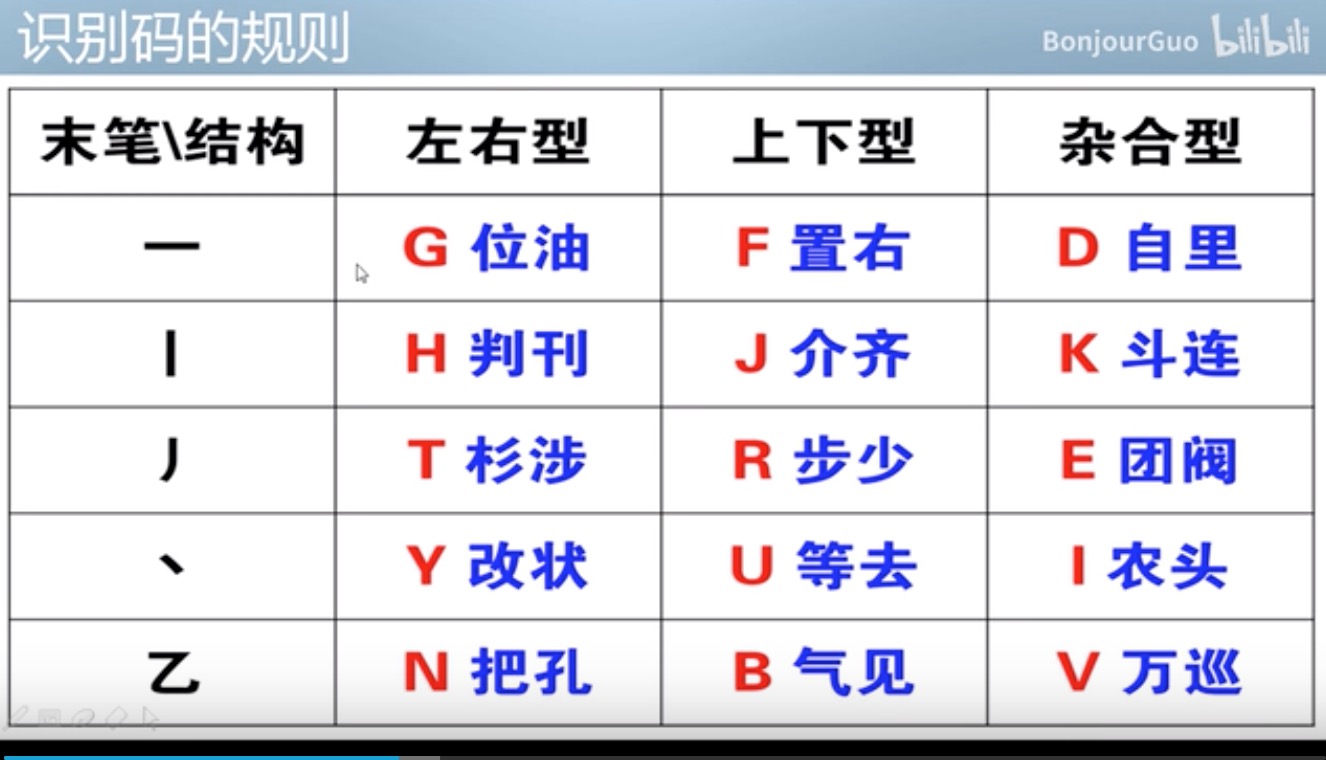 识别码的规则
BonjourGuo bilibili
末笔\结构 左右型 上下型 杂合型
一 G 位油 F 置右 D 自里
丨 H 判刊 J 介齐 K 斗连
丿 T 杉涉 R 步少 E 团阀
丶 Y 改状 U 等去 I 农头
乙 N 把孔 B 气见 V 万巡